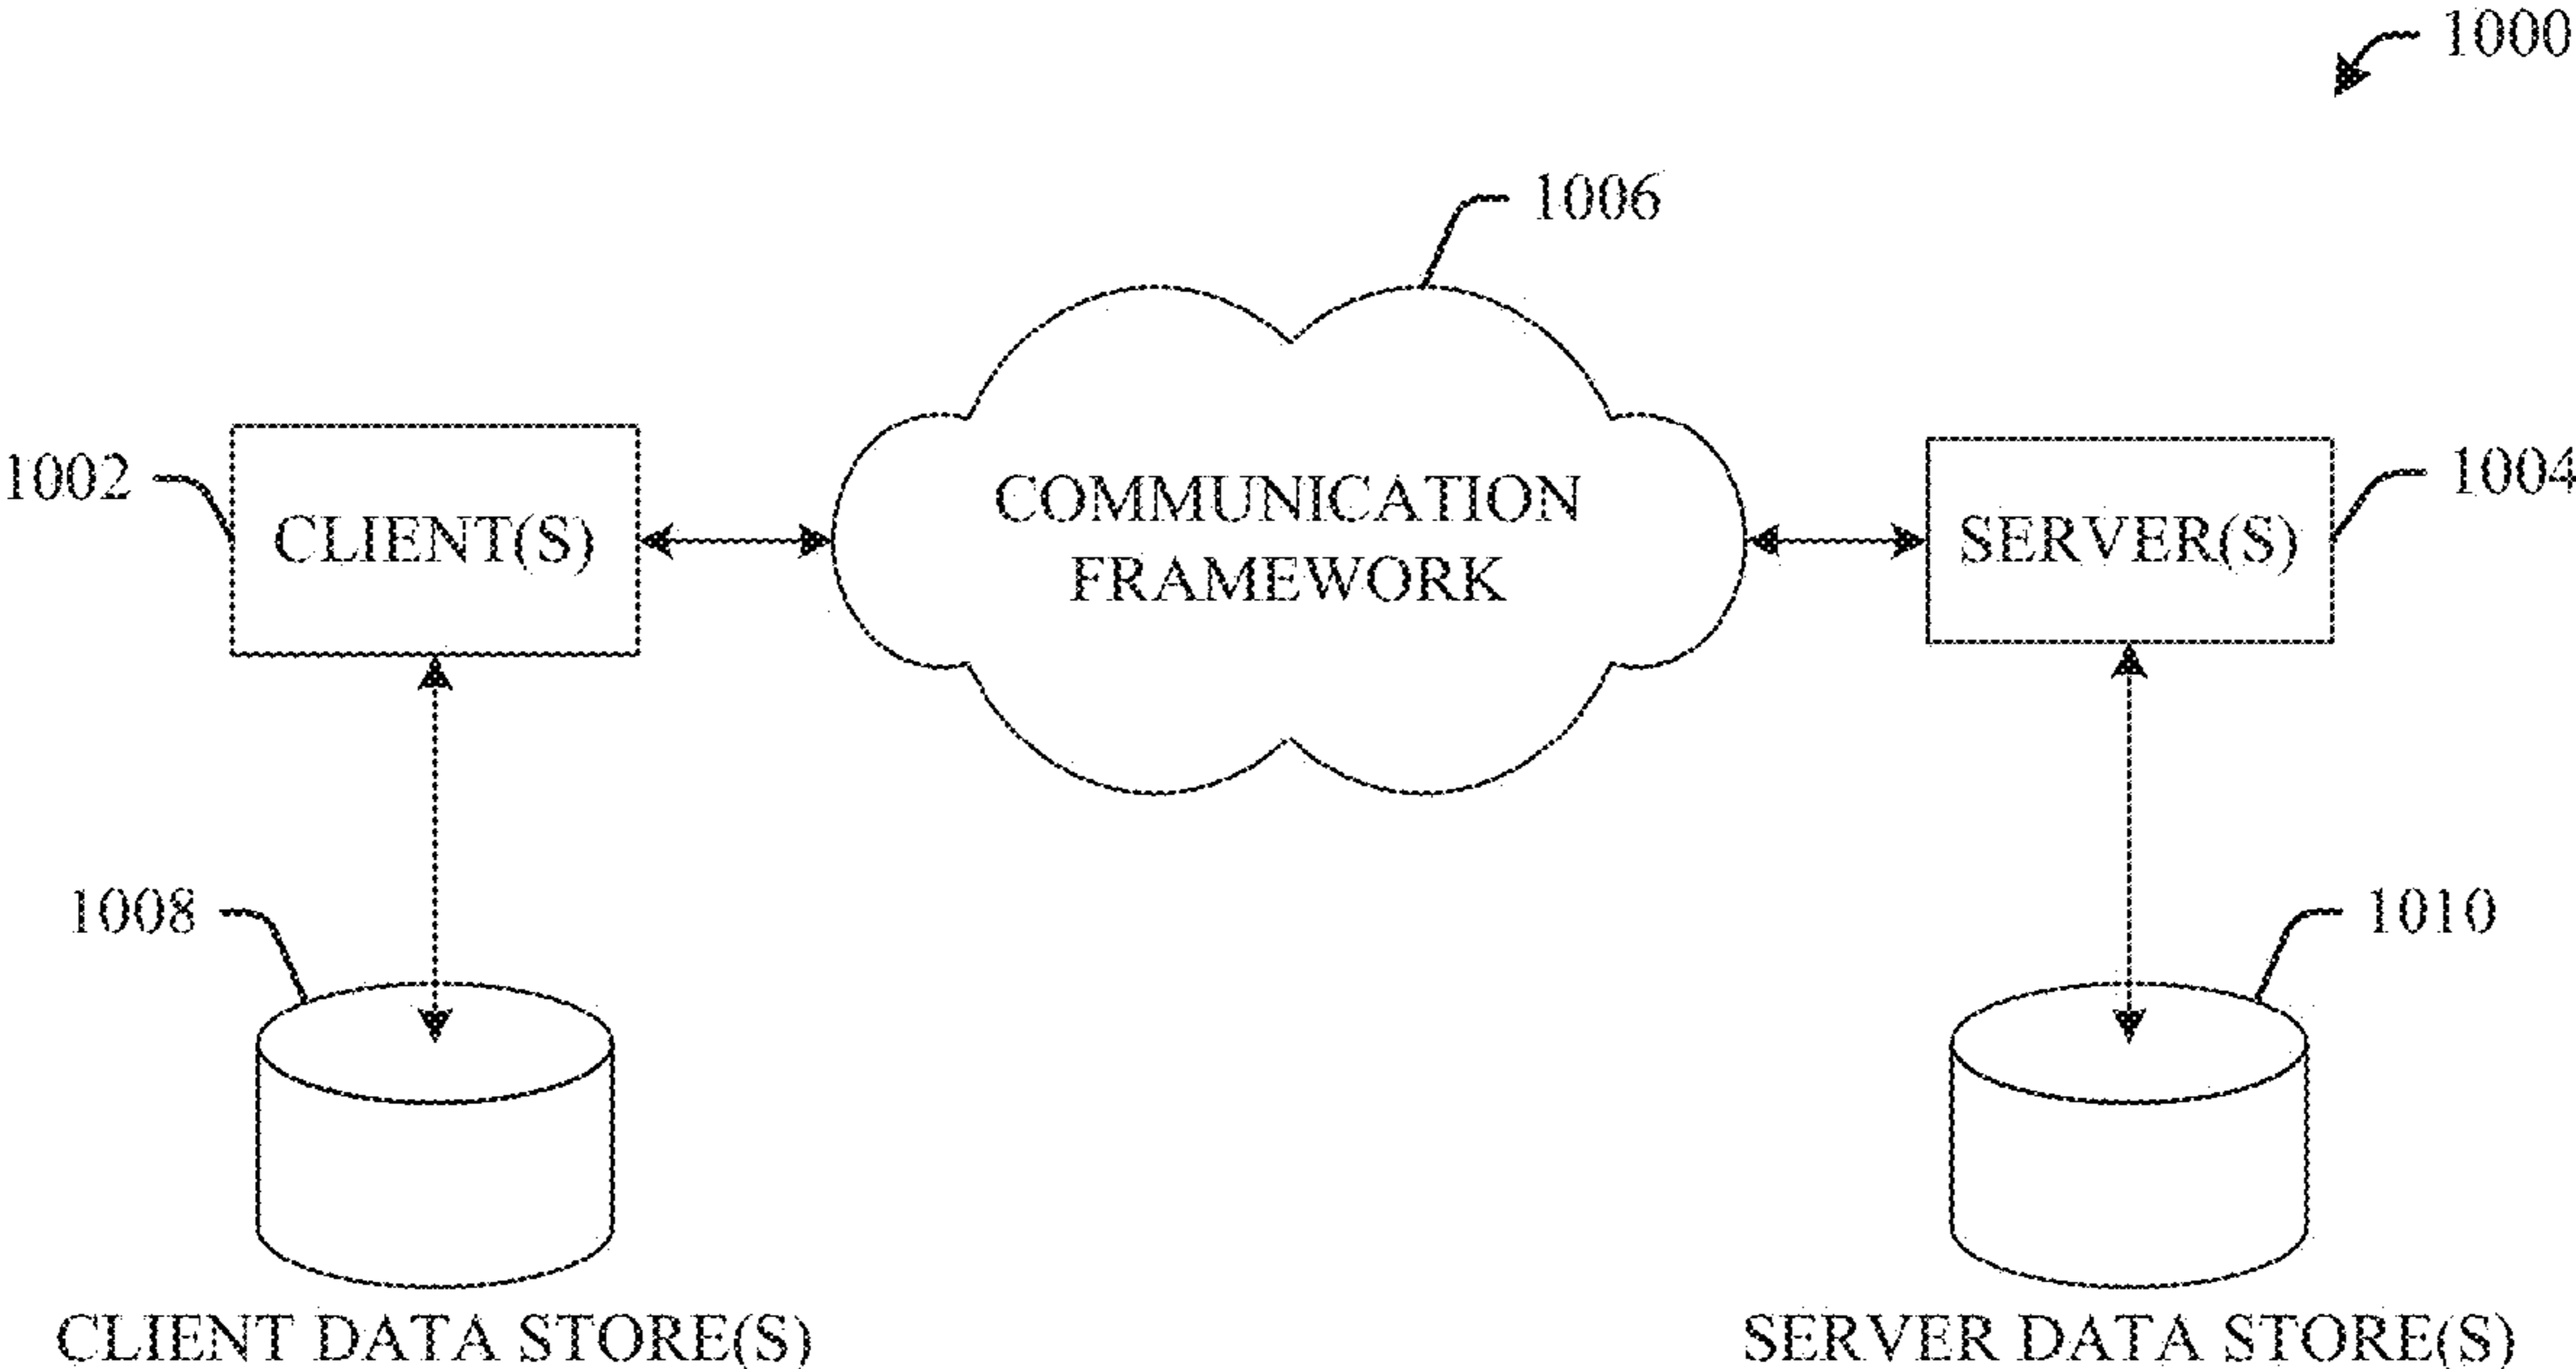 1000
1006
1002
CLIENT(S)
COMMUNICATION
FRAMEWORK
SERVER(S)
1004
1008
1010
CLIENT DATA STORE(S)
SERVER DATA STORE(S)